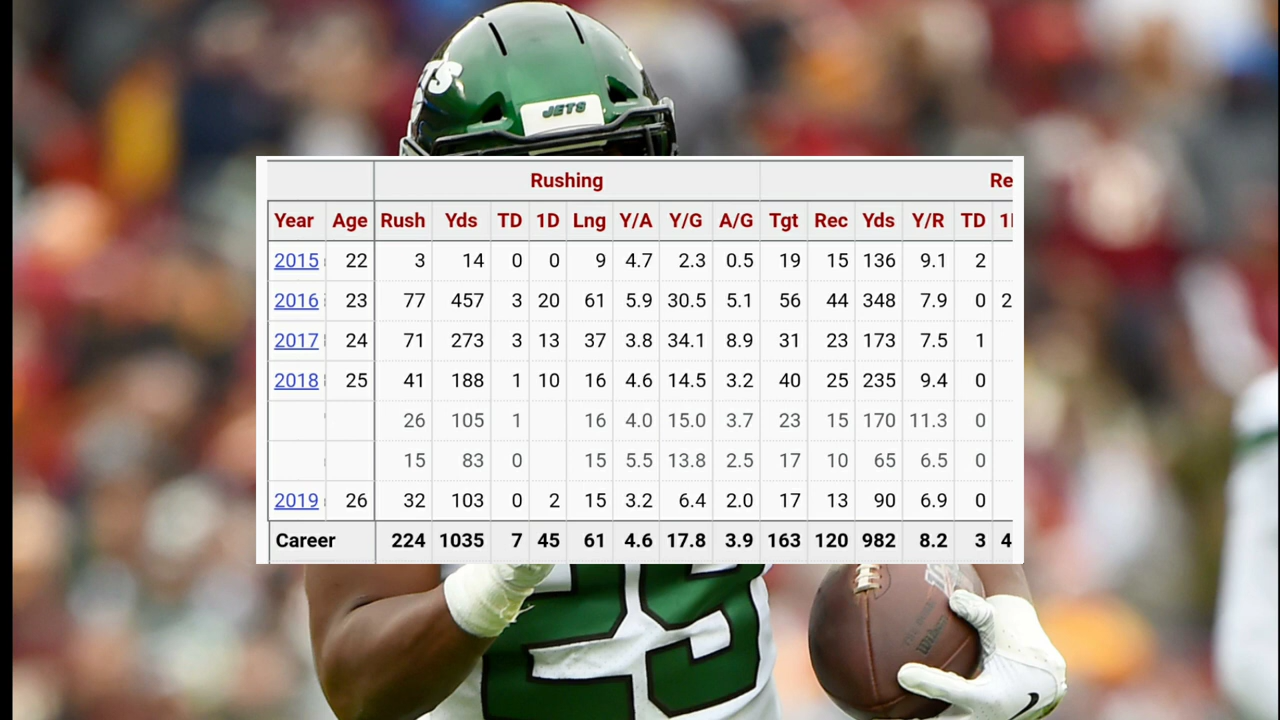 JETS
Rushing Re
Year Age Rush Yds TD 1D Lng Y/A Y/G A/G Tgt Rec Yds Y/R TD
2015 22 3 14 0 0 9 4.7 2.3 0.5 19 15 136 9.1 2
2016 23 77 457 3 20 61 5.9 30.5 5.1 56 44 348 7.9 0 2
2017 24 71 273 3 13 37 3.8 34.1 8.9 31 23 173 7.5 1
2018 25 41 188 1 10 16 4.6 14.5 3.2 40 25 235 9.4 0
26 105 1 16 4.0 15.0 3.7 23 15 170 11.3 0
15 83 0 15 5.5 13.8 2.5 17 10 65 6.5 0
2019 26 32 103 0 2 15 3.2 6.4 2.0 17 13 90 6.9 0
Career 224 1035 7 45 61 4.6 17.8 3.9 163 120 982 8.2 3 4
29